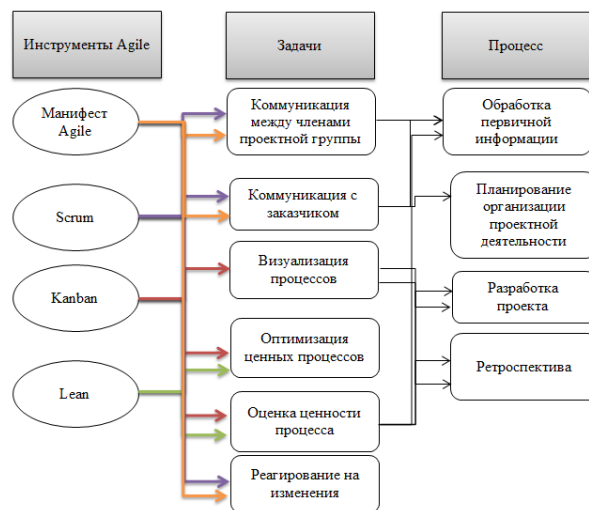 Инструменты Agile
Задачи
Процесс
Манифест
Agile
Scrum
Kanban
Lean
Коммуникация
между членами
проектной группы
Коммуникация с
заказчиком
Визуализация
процессов
Оптимизация
ценных процессов
Оценка ценности
процесса
Реагирование на
изменения
Обработка
первичной
информации
Планирование
организации
проектной
деятельности
Разработка
проекта
Ретроспектива